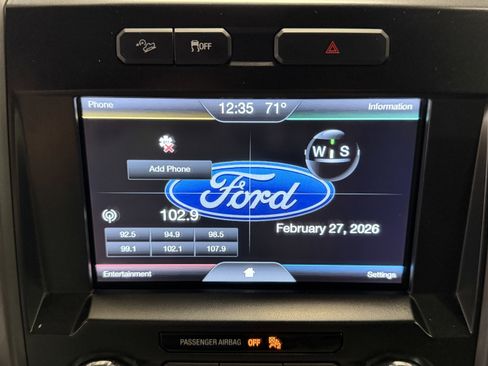 OFF
Phone
12:35 71°
Information
W S
Add Phone
Ford
102.9
92.5 94.9 98.5
99.1 102.1 107.9
February 27, 2026
Entertainment
Settings
PASSENGER AIRBAG OFF